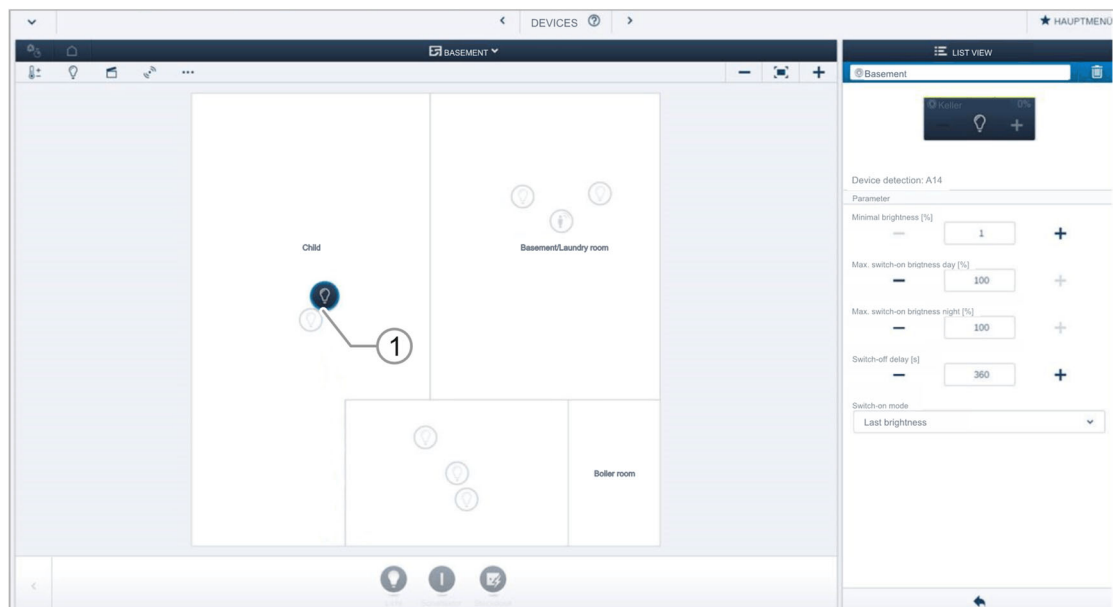 DEVICES
HAUPTMENÜ
BASEMENT
LIST VIEW
Basement
Keller 0%
Device detection: A14
Parameter
Minimal brightness [%]
1
Max. switch-on brigtness day [%]
100
Max. switch-on brigtness night [%]
100
Switch-off delay [s]
360
Switch-on mode
Last brightness
Child
Basement/Laundry room
1
Boiler room